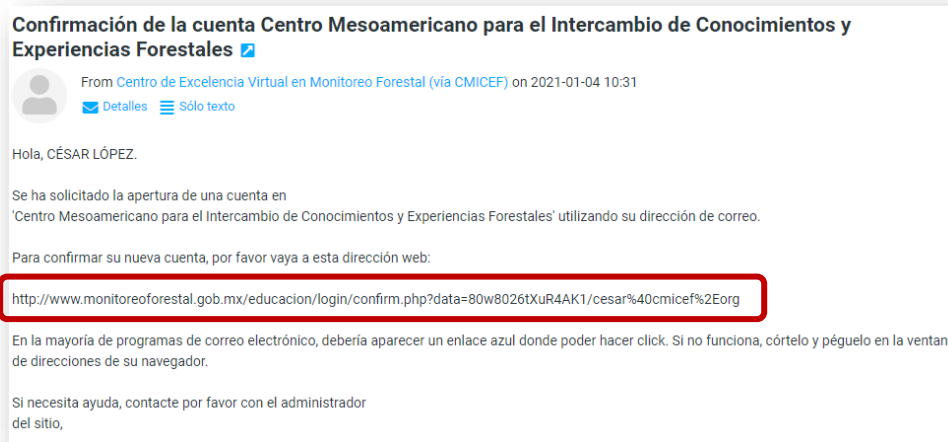 Confirmación de la cuenta Centro Mesoamericano para el Intercambio de Conocimientos y
Experiencias Forestales
From Centro de Excelencia Virtual en Monitoreo Forestal (vía CMICEF) on 2021-01-04 10:31
Detalles Sólo texto
Hola, CÉSAR LÓPEZ.
Se ha solicitado la apertura de una cuenta en
'Centro Mesoamericano para el Intercambio de Conocimientos y Experiencias Forestales' utilizando su dirección de correo.
Para confirmar su nueva cuenta, por favor vaya a esta dirección web:
http://www.monitoreoforestal.gob.mx/educacion/login/confirm.php?data=80w8026tXuR4AK1/cesar%40cmicef%2Eorg
En la mayoría de programas de correo electrónico, debería aparecer un enlace azul donde poder hacer click. Si no funciona, córtelo y péguelo en la ventan
de direcciones de su navegador.
Si necesita ayuda, contacte por favor con el administrador
del sitio,